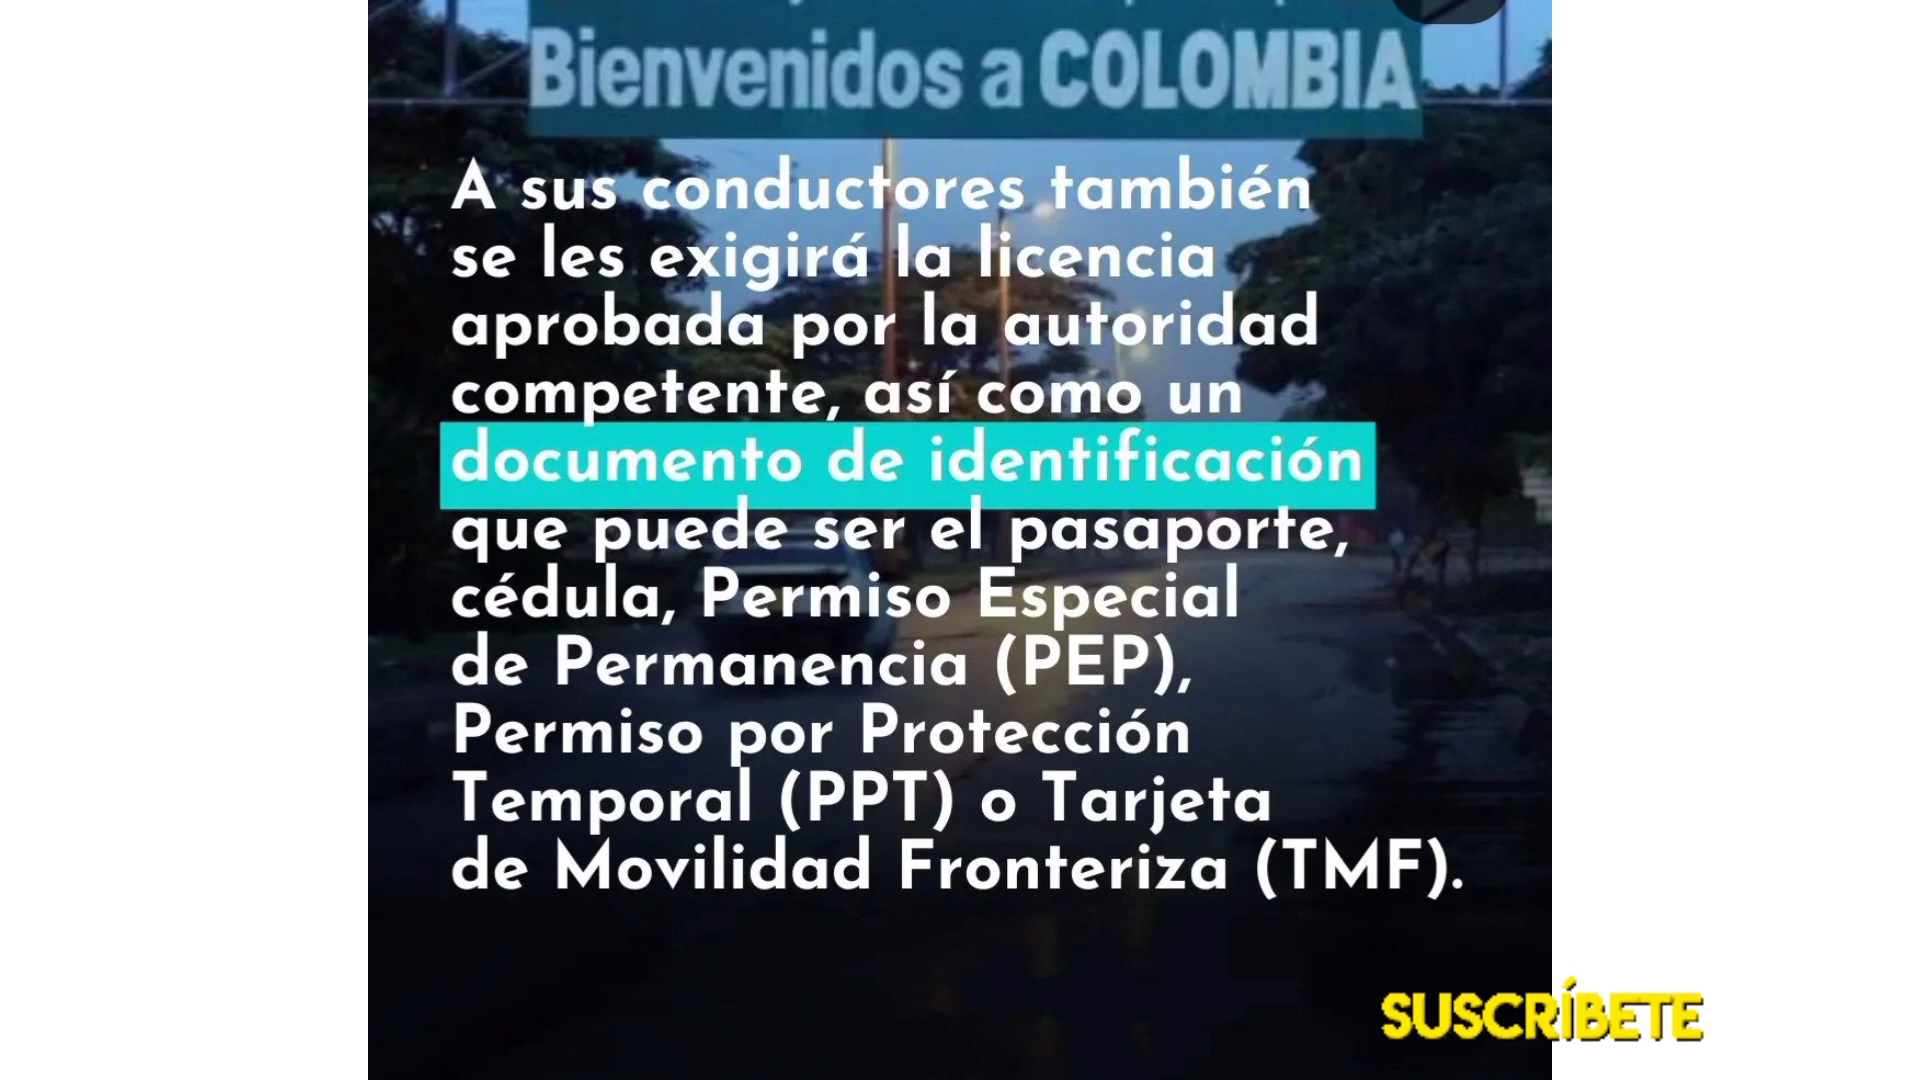 Bienvenidos a COLOMBIA
A sus conductores también
se les exigirá la licencia
aprobada por la autoridad
competente, así como un
documento de identificación
que puede ser el pasaporte,
cédula, Permiso Especial
de Permanencia (PEP),
Permiso por Protección
Temporal (PPT) o Tarjeta
de Movilidad Fronteriza (TMF).
SUSCRÍBETE